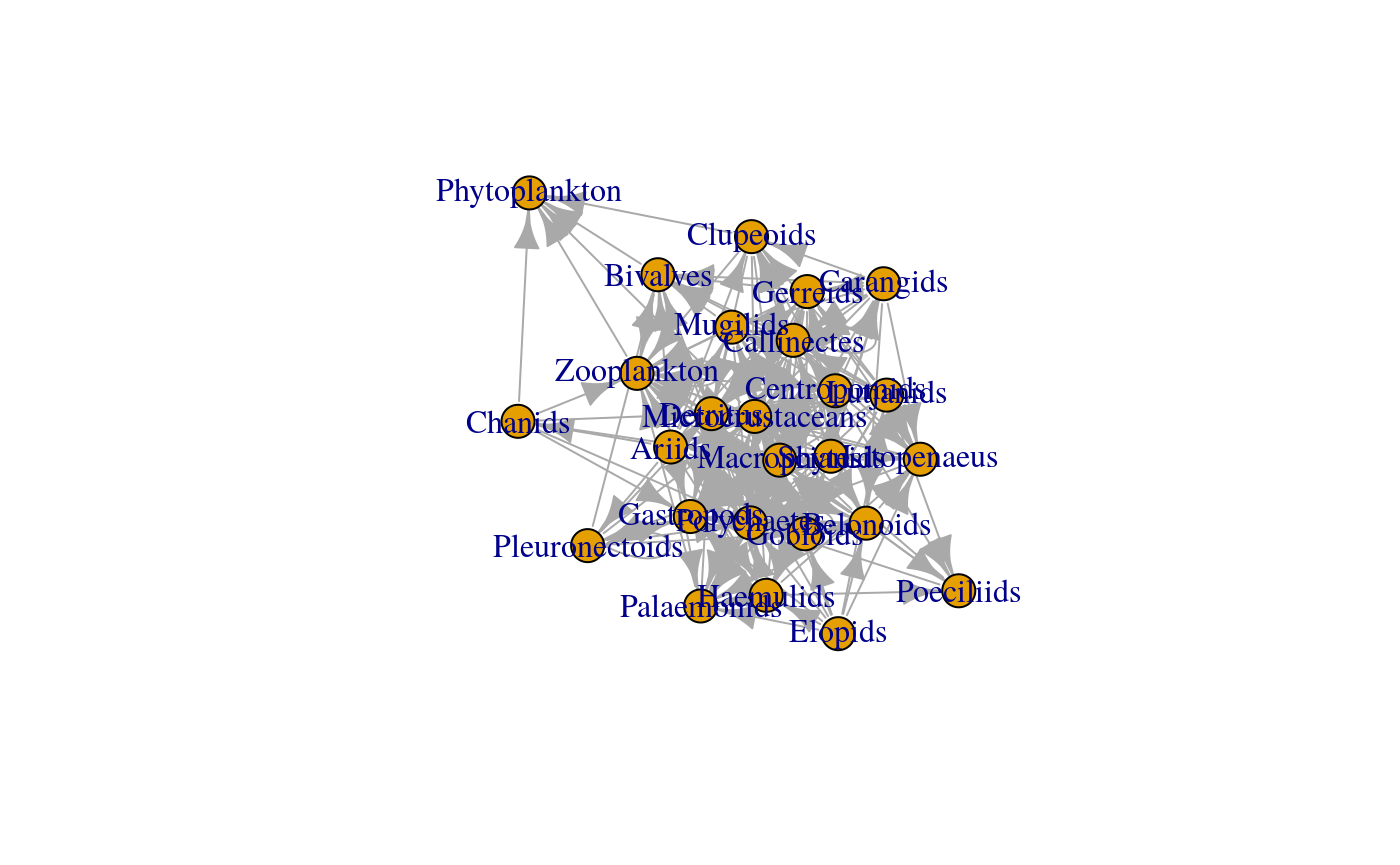 Phytoplankton
Clupeoids
Bivalves
Carangids
Gerreids
Mugilids
Callinectes
Zooplankton
Centropomids
Lutjanids
Detritus
Microcrustaceans
Chanids
Ariids
Macrophytes
Sciaenids
Litopenaeus
Gastropods
Polychaetes
Belonoids
Gobioids
Pleuronectoids
Poeciliids
Haemulids
Palaemonids
Elopids